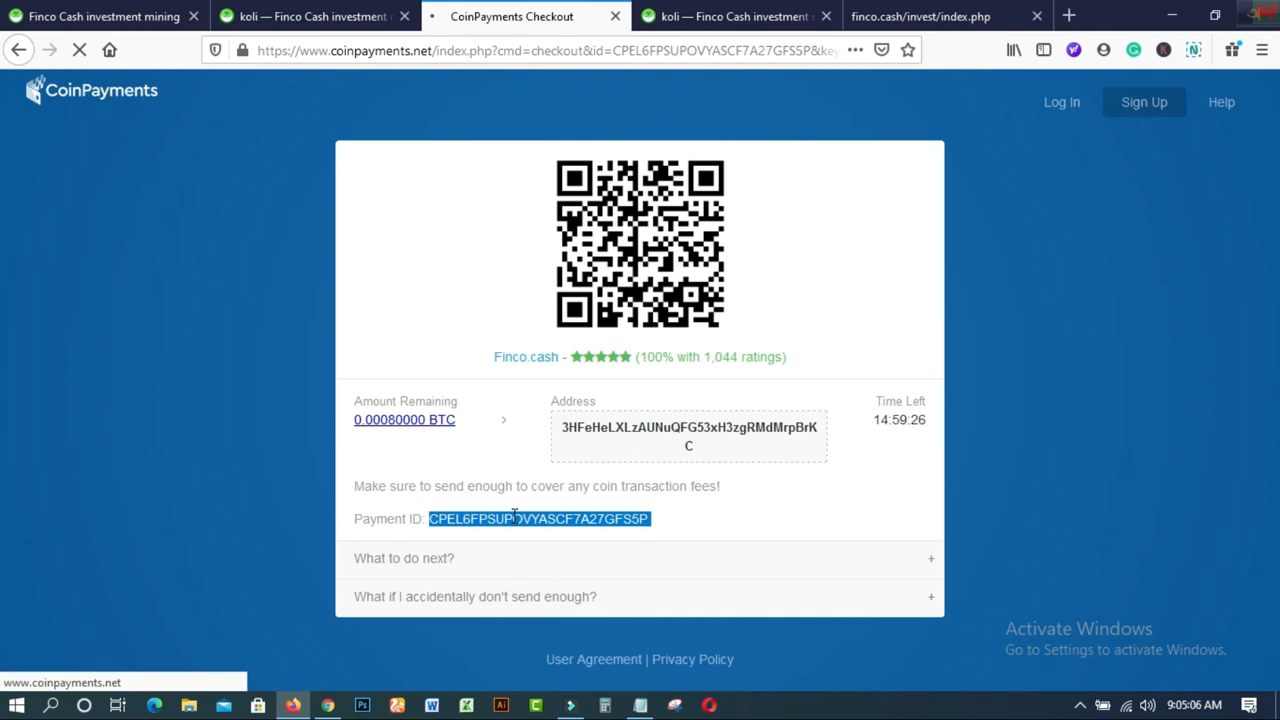 Finco Cash investment mining
koli — Finco Cash investment
CoinPayments Checkout
koli — Finco Cash investment
finco.cash/invest/index.php
https://www.coinpayments.net/index.php?cmd=checkout&id=CPEL6FPSUPOVYASCF7A27GFS5P&key
CoinPayments
Log In
Sign Up
Help
Finco.cash - ★★★★★ (100% with 1,044 ratings)
Amount Remaining
Address
Time Left
0.00080000 BTC
3HFeHeLXLzAUNuQFG53xH3zgRMdMrpBrK
C
14:59:26
Make sure to send enough to cover any coin transaction fees!
Payment ID: CPEL6FPSUPOVYASCF7A27GFS5P
What to do next? +
What if I accidentally don't send enough? +
Activate Windows
Go to Settings to activate Windows.
User Agreement | Privacy Policy
www.coinpayments.net
9:05:06 AM